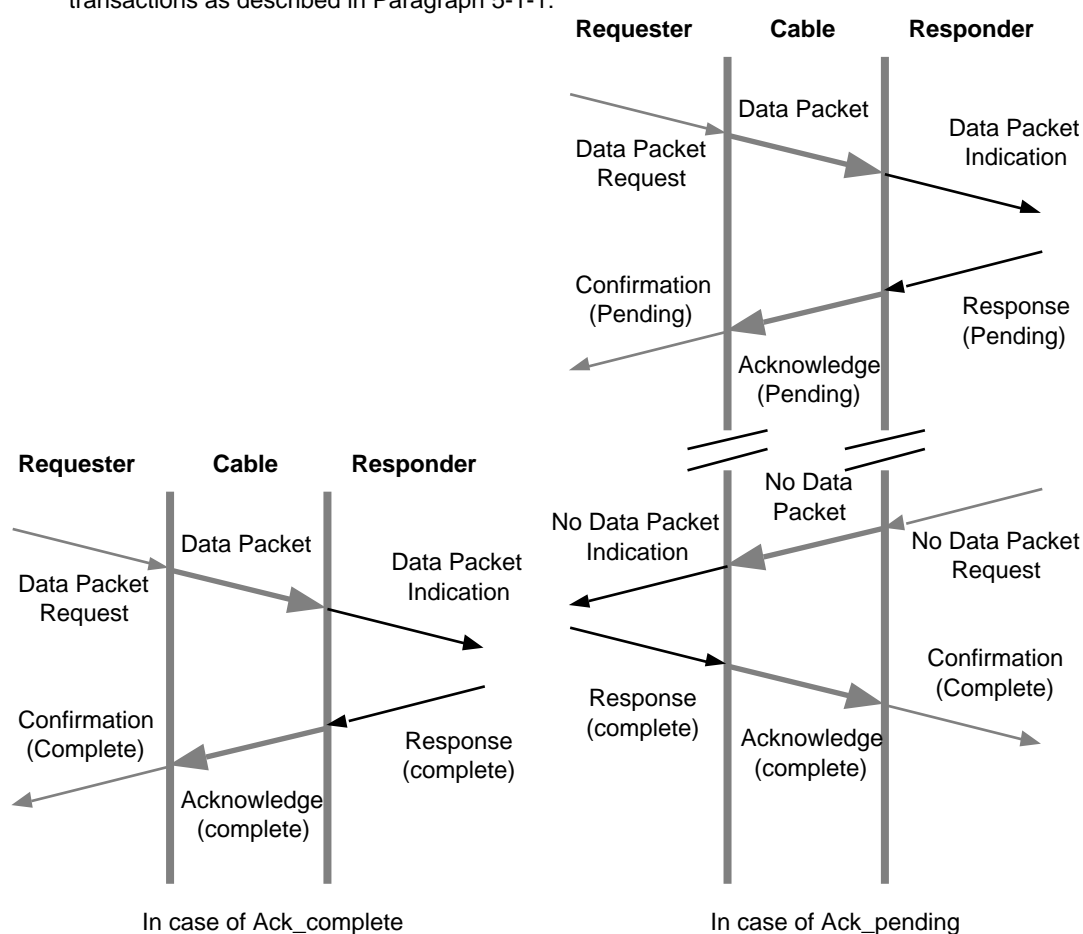 transactions as described in Paragraph 5-1-1.
Requester Cable Responder
Data Packet
Data Packet
Request
Data Packet
Indication
Confirmation
(Pending)
Response
(Pending)
Acknowledge
(Pending)
No Data
Packet
No Data Packet
Indication
No Data Packet
Request
Response
(complete)
Confirmation
(Complete)
Acknowledge
(complete)
In case of Ack_pending
Requester Cable Responder
Data Packet
Data Packet
Request
Data Packet
Indication
Confirmation
(Complete)
Response
(complete)
Acknowledge
(complete)
In case of Ack_complete